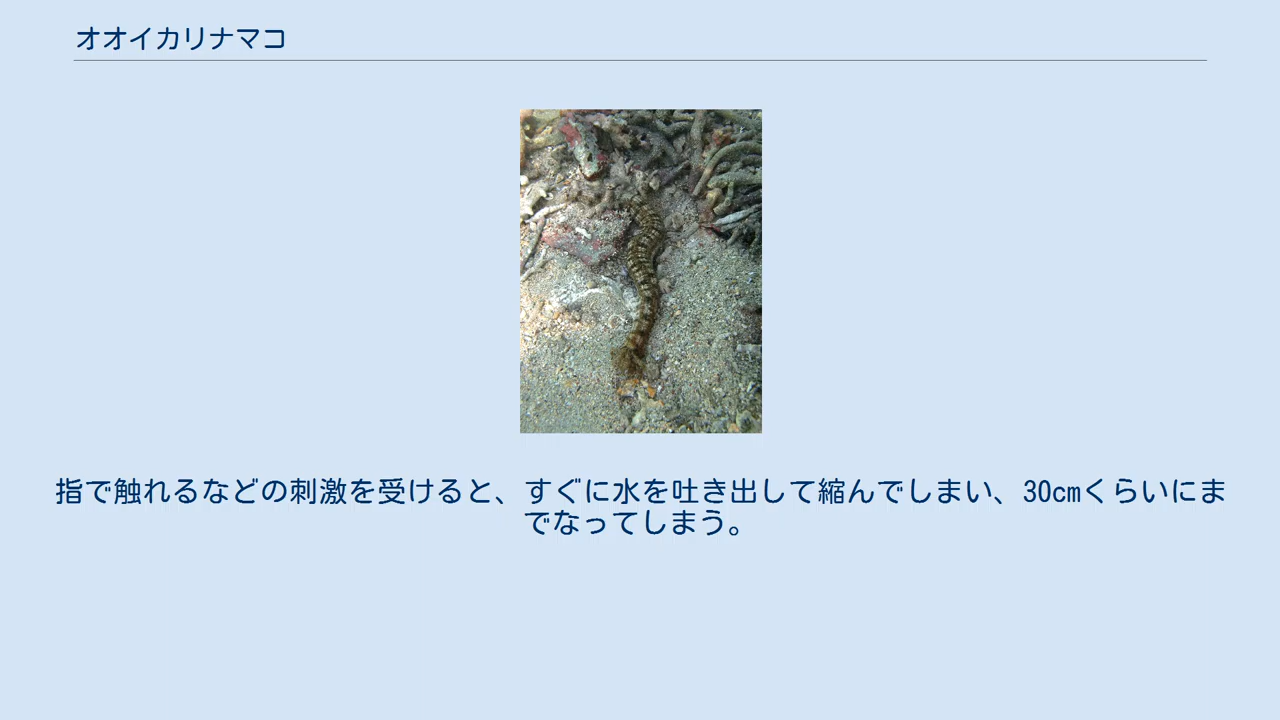 オオイカリナマコ
指で触れるなどの刺激を受けると、すぐに水を吐き出して縮んでしまい、30cmくらいにま
でなってしまう。